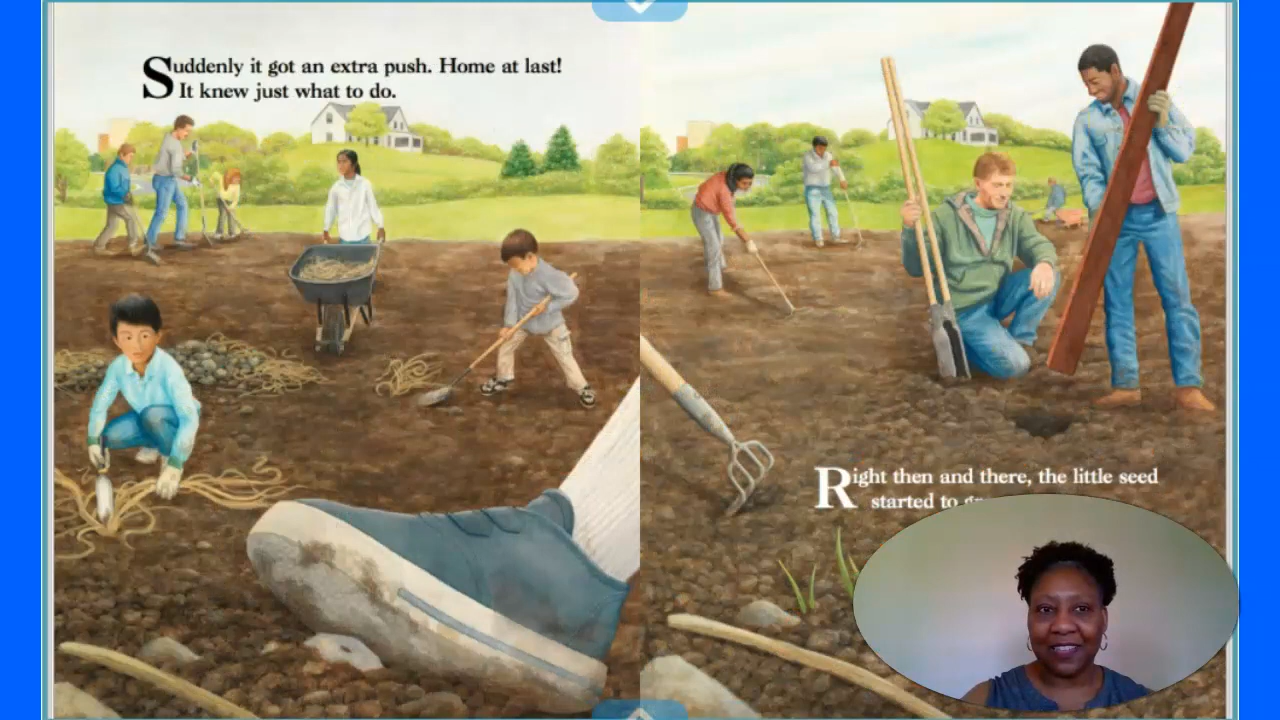 Suddenly it got an extra push. Home at last!
It knew just what to do.
Right then and there, the little seed
started to